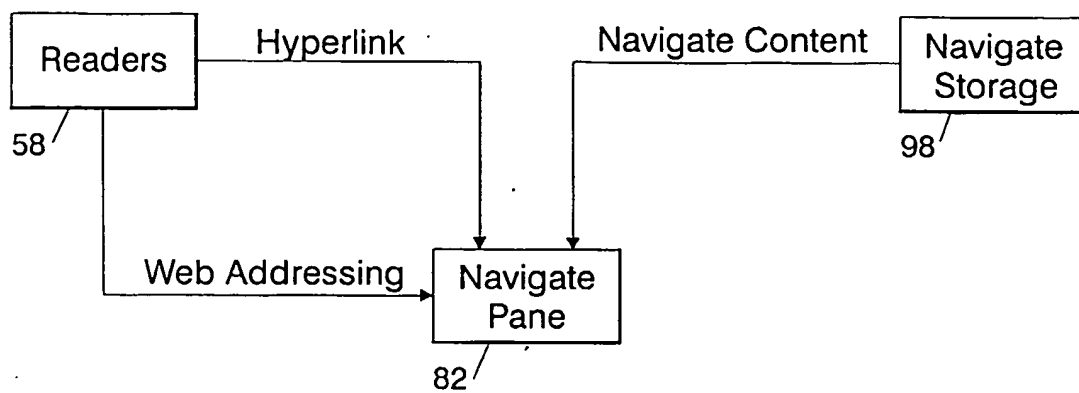 Readers
Hyperlink
Navigate Content
Navigate
Storage
58
98
Web Addressing
Navigate
Pane
82